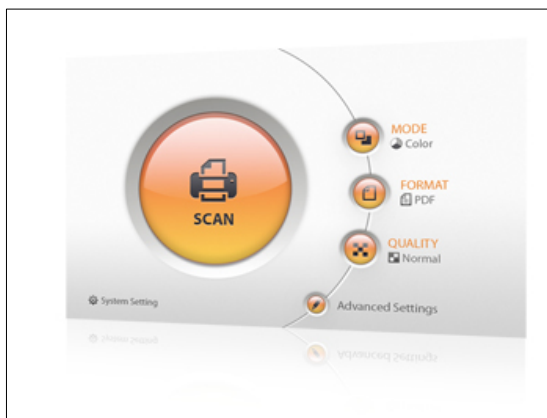 SCAN
MODE
Color
FORMAT
PDF
QUALITY
Normal
System Setting
Advanced Settings